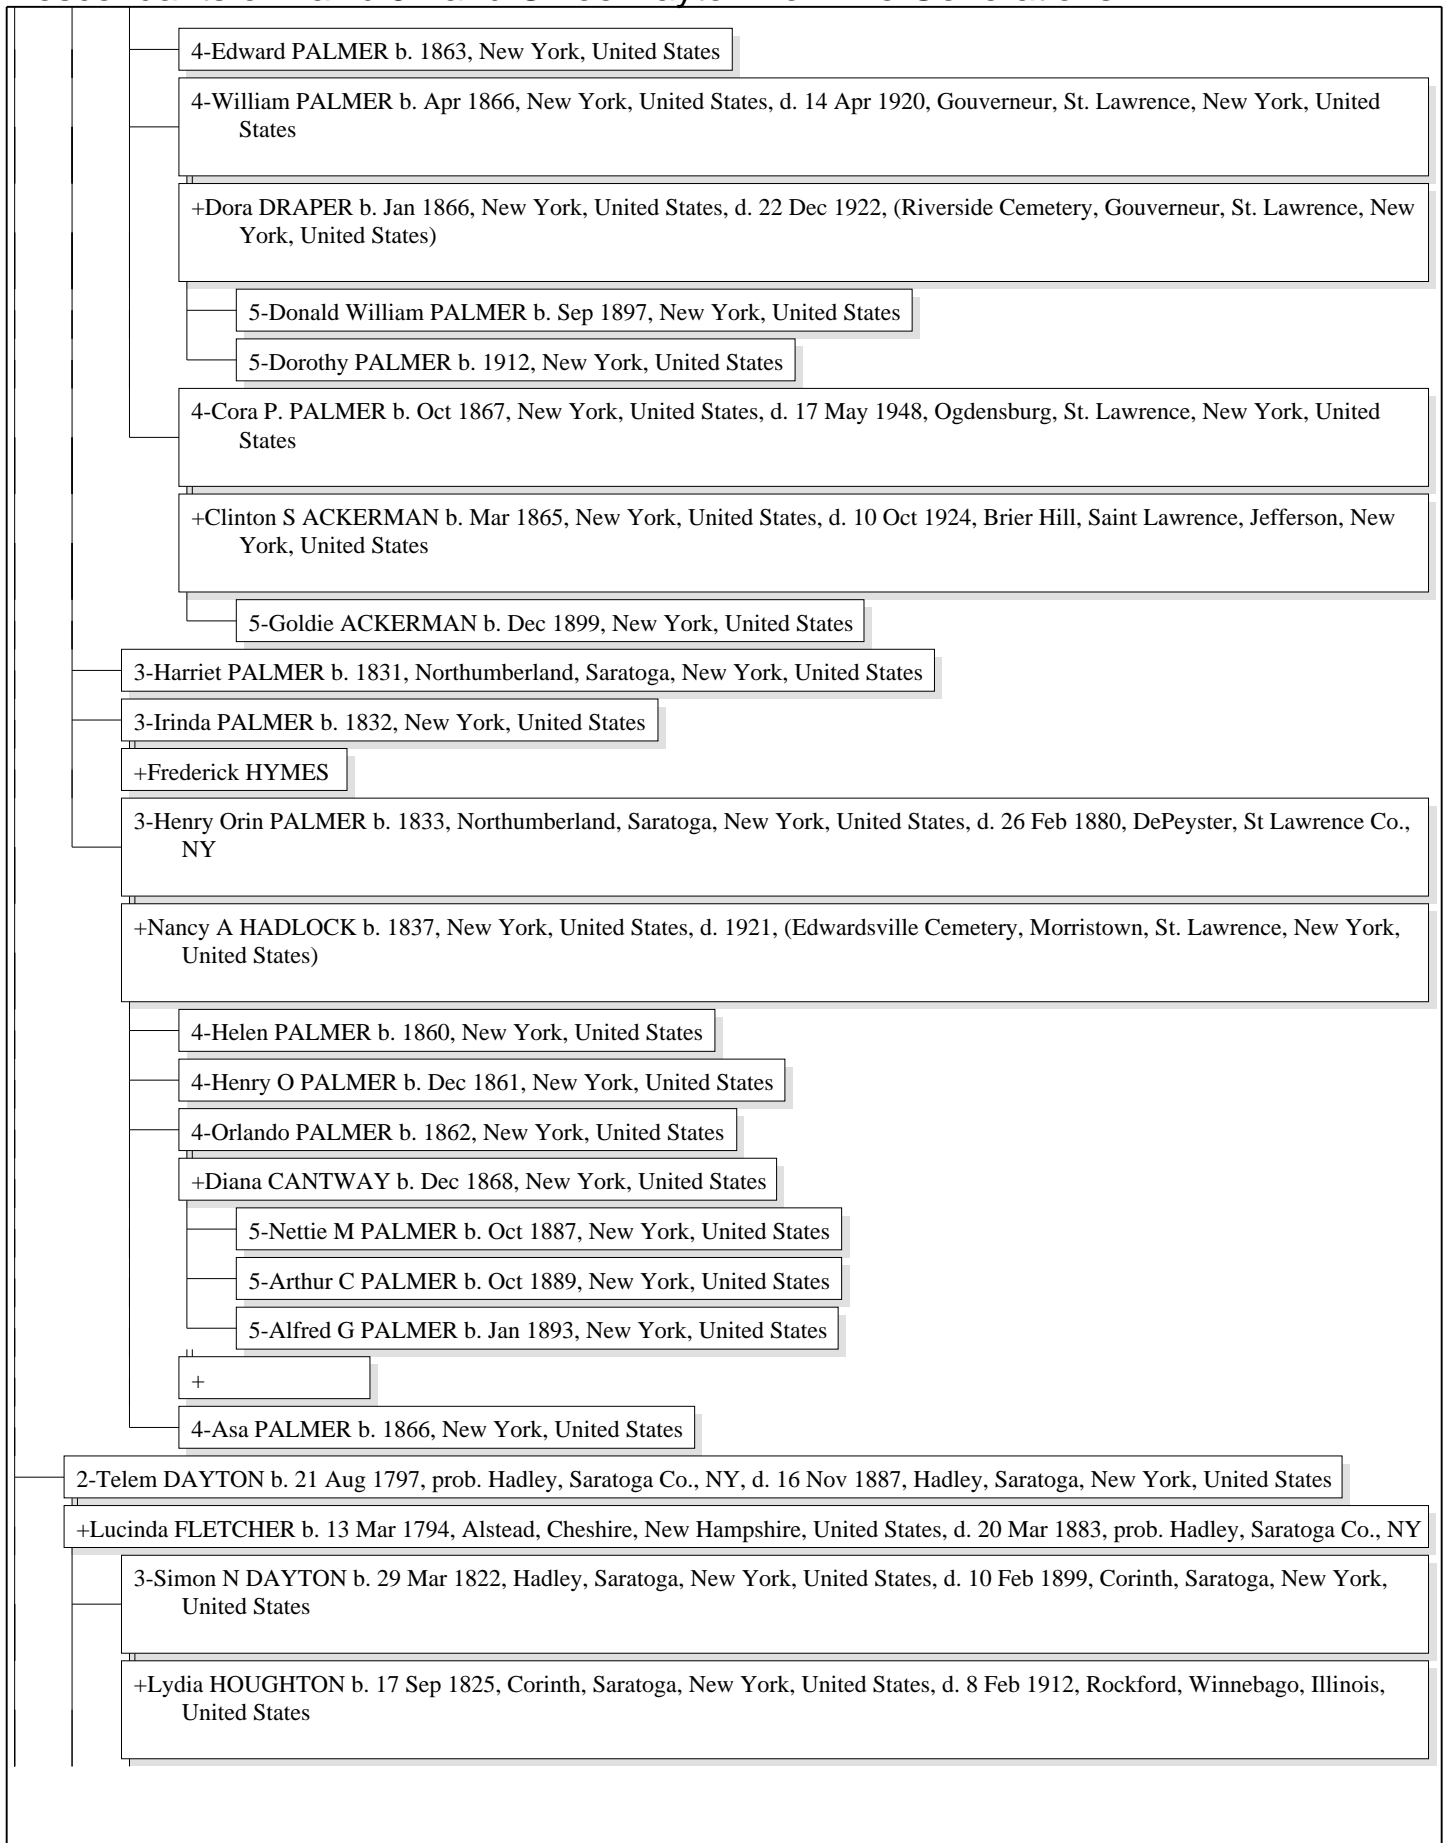 4-Edward PALMER b. 1863, New York, United States
4-William PALMER b. Apr 1866, New York, United States, d. 14 Apr 1920, Gouverneur, St. Lawrence, New York, United
States
+Dora DRAPER b. Jan 1866, New York, United States, d. 22 Dec 1922, (Riverside Cemetery, Gouverneur, St. Lawrence, New
York, United States)
5-Donald William PALMER b. Sep 1897, New York, United States
5-Dorothy PALMER b. 1912, New York, United States
4-Cora P. PALMER b. Oct 1867, New York, United States, d. 17 May 1948, Ogdensburg, St. Lawrence, New York, United
States
+Clinton S ACKERMAN b. Mar 1865, New York, United States, d. 10 Oct 1924, Brier Hill, Saint Lawrence, Jefferson, New
York, United States
5-Goldie ACKERMAN b. Dec 1899, New York, United States
3-Harriet PALMER b. 1831, Northumberland, Saratoga, New York, United States
3-Irinda PALMER b. 1832, New York, United States
+Frederick HYMES
3-Henry Orin PALMER b. 1833, Northumberland, Saratoga, New York, United States, d. 26 Feb 1880, DePeyster, St Lawrence Co.,
NY
+Nancy A HADLOCK b. 1837, New York, United States, d. 1921, (Edwardsville Cemetery, Morristown, St. Lawrence, New York,
United States)
4-Helen PALMER b. 1860, New York, United States
4-Henry O PALMER b. Dec 1861, New York, United States
4-Orlando PALMER b. 1862, New York, United States
+Diana CANTWAY b. Dec 1868, New York, United States
5-Nettie M PALMER b. Oct 1887, New York, United States
5-Arthur C PALMER b. Oct 1889, New York, United States
5-Alfred G PALMER b. Jan 1893, New York, United States
+
4-Asa PALMER b. 1866, New York, United States
2-Telem DAYTON b. 21 Aug 1797, prob. Hadley, Saratoga Co., NY, d. 16 Nov 1887, Hadley, Saratoga, New York, United States
+Lucinda FLETCHER b. 13 Mar 1794, Alstead, Cheshire, New Hampshire, United States, d. 20 Mar 1883, prob. Hadley, Saratoga Co., NY
3-Simon N DAYTON b. 29 Mar 1822, Hadley, Saratoga, New York, United States, d. 10 Feb 1899, Corinth, Saratoga, New York,
United States
+Lydia HOUGHTON b. 17 Sep 1825, Corinth, Saratoga, New York, United States, d. 8 Feb 1912, Rockford, Winnebago, Illinois,
United States